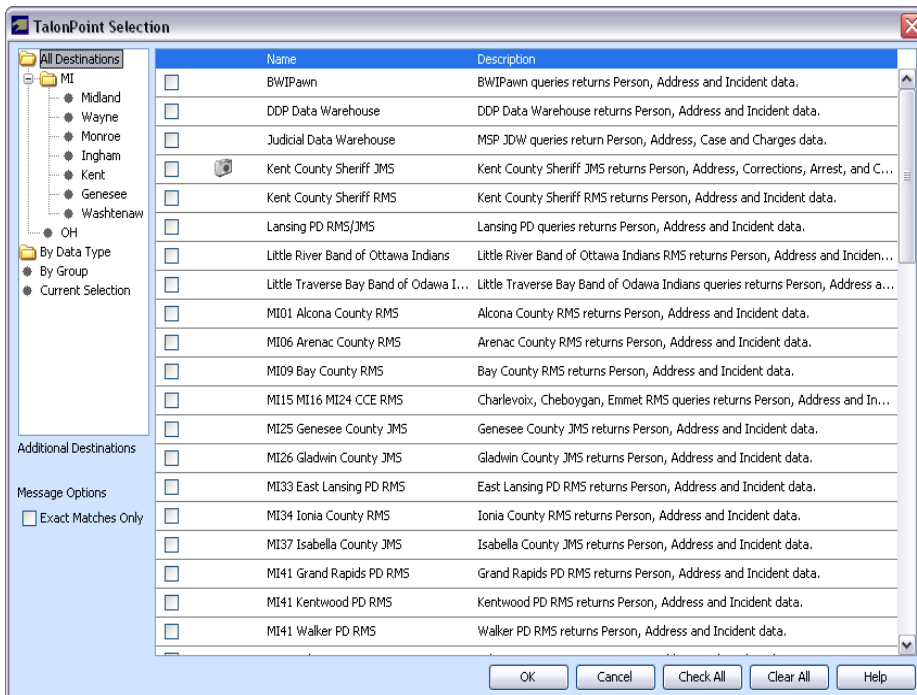 TalonPoint Selection
All Destinations
MI
Midland
Wayne
Monroe
Ingham
Kent
Genesee
Washtenaw
OH
By Data Type
By Group
Current Selection
Additional Destinations
Message Options
Exact Matches Only
Name Description
BWIPawn BWIPawn queries returns Person, Address and Incident data.
DDP Data Warehouse DDP Data Warehouse returns Person, Address and Incident data.
Judicial Data Warehouse MSP JDW queries return Person, Address, Case and Charges data.
Kent County Sheriff JMS Kent County Sheriff JMS returns Person, Address, Corrections, Arrest, and C...
Kent County Sheriff RMS Kent County Sheriff RMS returns Person, Address and Incident data.
Lansing PD RMS/JMS Lansing PD queries returns Person, Address and Incident data.
Little River Band of Ottawa Indians Little River Band of Ottawa Indians RMS returns Person, Address and Inciden...
Little Traverse Bay Band of Odawa I... Little Traverse Bay Band of Odawa Indians queries returns Person, Address a...
MI01 Alcona County RMS Alcona County RMS returns Person, Address and Incident data.
MI06 Arenac County RMS Arenac County RMS returns Person, Address and Incident data.
MI09 Bay County RMS Bay County RMS returns Person, Address and Incident data.
MI15 MI16 MI24 CCE RMS Charlevoix, Cheboygan, Emmet RMS queries returns Person, Address and In...
MI25 Genesee County JMS Genesee County JMS returns Person, Address and Incident data.
MI26 Gladwin County JMS Gladwin County JMS returns Person, Address and Incident data.
MI33 East Lansing PD RMS East Lansing PD RMS returns Person, Address and Incident data.
MI34 Ionia County RMS Ionia County RMS returns Person, Address and Incident data.
MI37 Isabella County JMS Isabella County JMS returns Person, Address and Incident data.
MI41 Grand Rapids PD RMS Grand Rapids PD RMS returns Person, Address and Incident data.
MI41 Kentwood PD RMS Kentwood PD RMS returns Person, Address and Incident data.
MI41 Walker PD RMS Walker PD RMS returns Person, Address and Incident data.
OK Cancel Check All Clear All Help